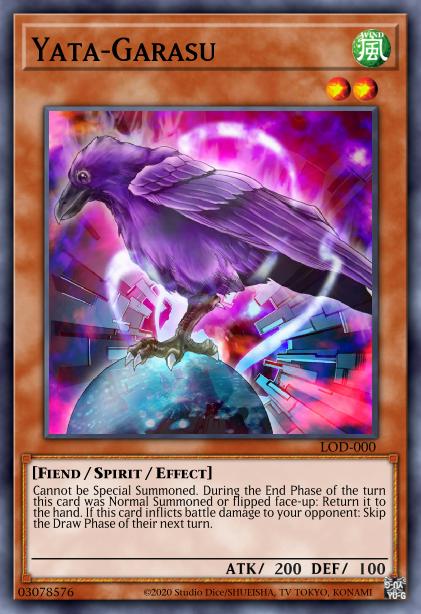 YATA-GARASU
WIND
風
LOD-000
[FIEND / SPIRIT / EFFECT]
Cannot be Special Summoned. During the End Phase of the turn
this card was Normal Summoned or flipped face-up: Return it to
the hand. If this card inflicts battle damage to your opponent: Skip
the Draw Phase of their next turn.
ATK/ 200 DEF/ 100
03078576
©2020 Studio Dice/SHUEISHA, TV TOKYO, KONAMI